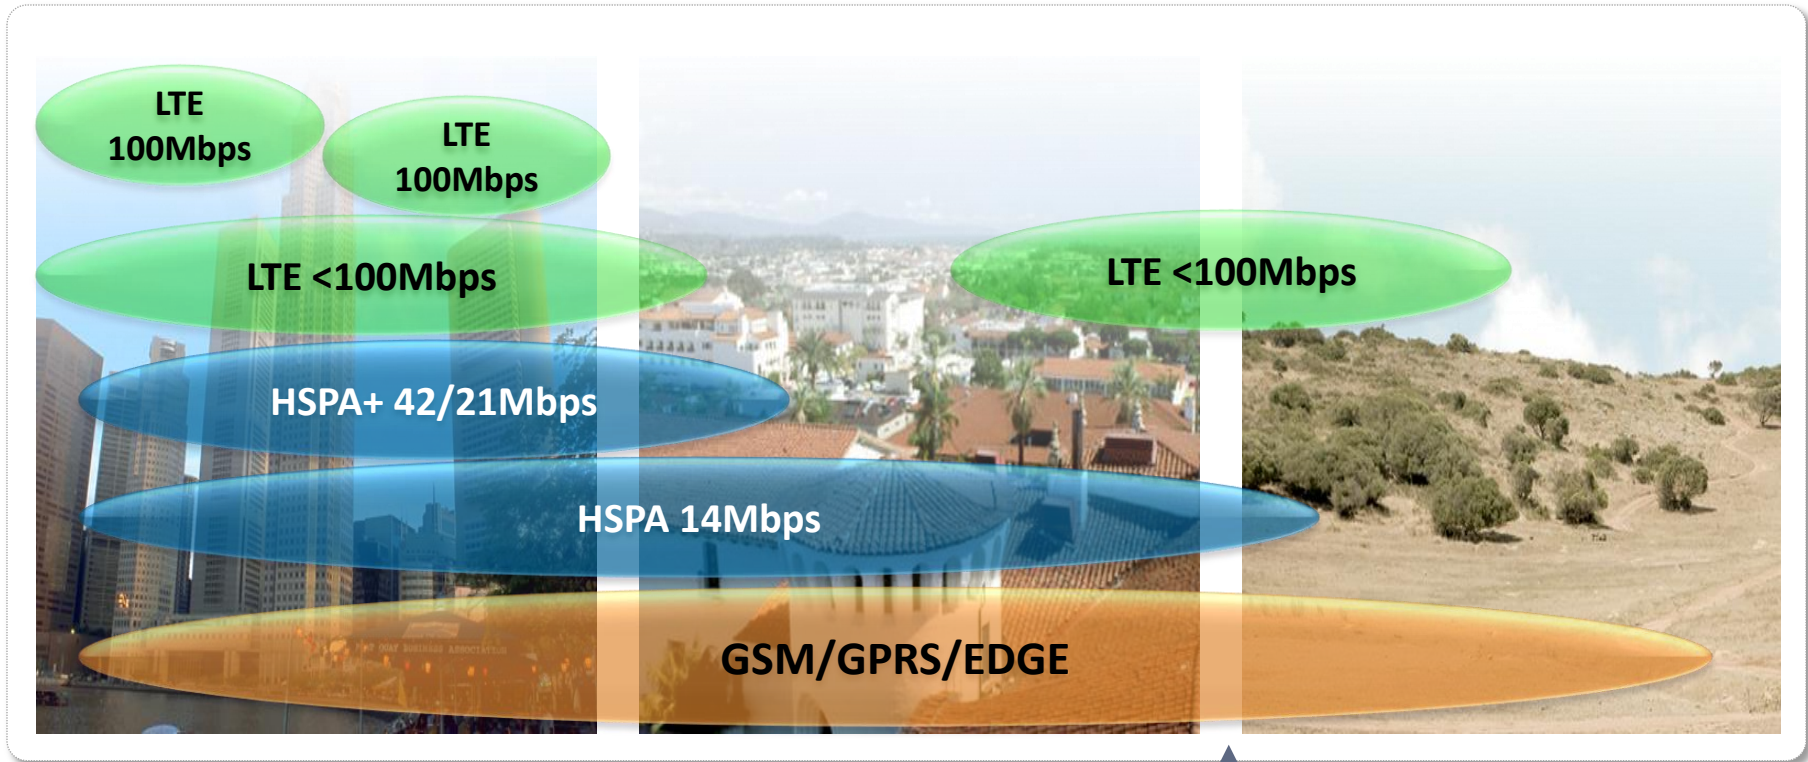 LTE
100Mbps
LTE
100Mbps
LTE <100Mbps
LTE <100Mbps
HSPA+ 42/21Mbps
HSPA 14Mbps
GSM/GPRS/EDGE